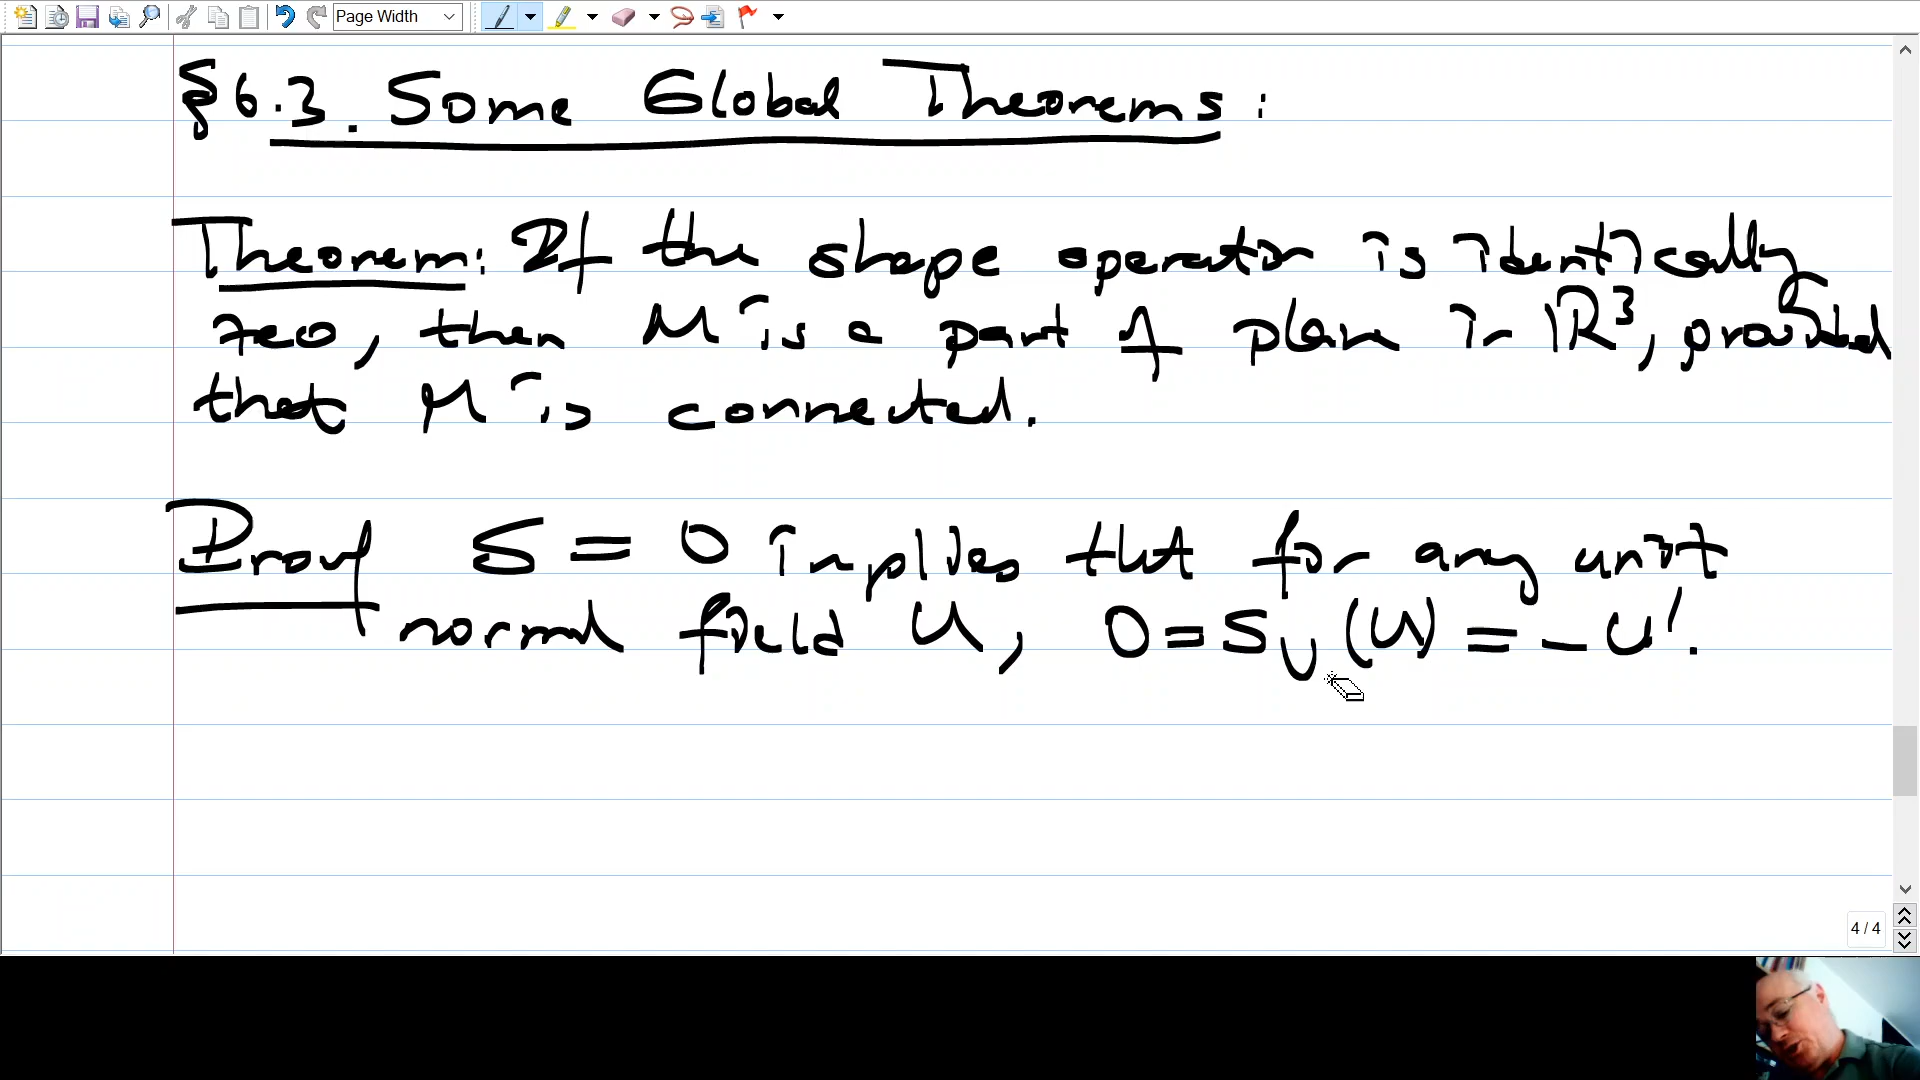 Page Width
§6.3. Some Global Theorems:
Theorem: If the shape operator is identically
zero, then M is a part of plane in ℝ³, provided
that M is connected.
Proof S = 0 implies that for any unit
normal field U, 0 = S_U (U) = - U'.
4 / 4